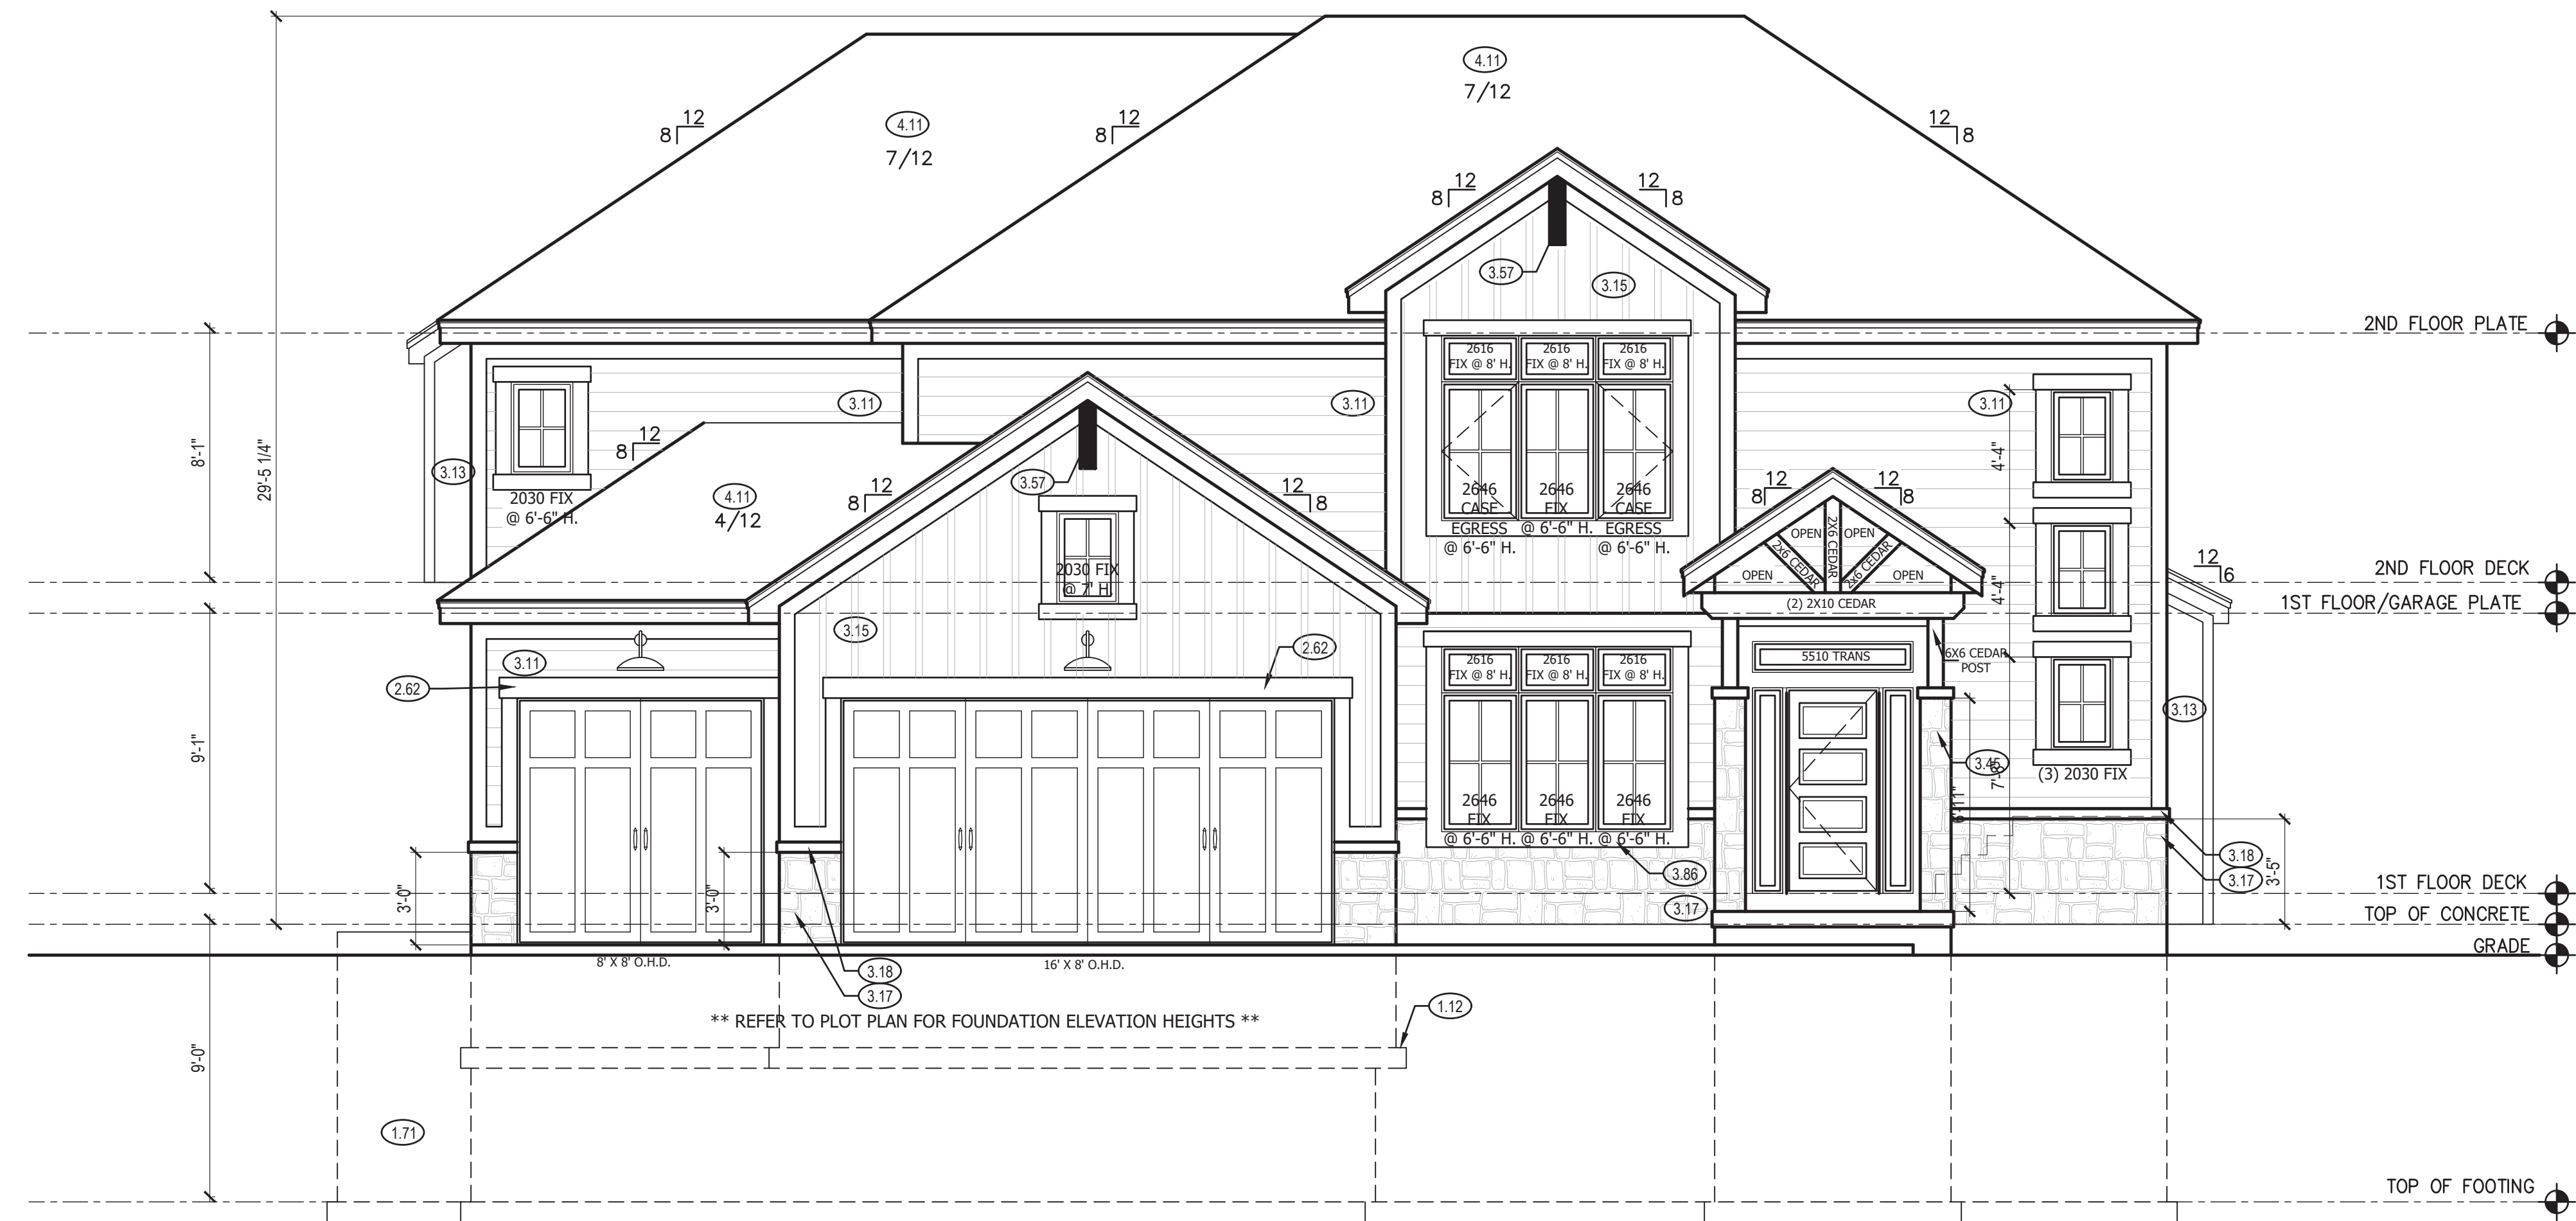 4.11
7/12
12
8
4.11
7/12
12
8
12
8
12
8
12
8
3.57
3.15
2ND FLOOR PLATE
2616
FIX @ 8' H.
2616
FIX @ 8' H.
2616
FIX @ 8' H.
3.11
3.11
3.11
29'-5 1/4"
8'-1"
12
8
3.13
4'-4"
2030 FIX
@ 6'-6" H.
4.11
4/12
12
8
3.57
12
8
2646
CASE
EGRESS
@ 6'-6" H.
2646
FIX
@ 6'-6" H.
2646
CASE
EGRESS
@ 6'-6" H.
12
8
12
8
OPEN
2X6 CEDAR
OPEN
2x6 CEDAR
2x6 CEDAR
OPEN
OPEN
2030 FIX
@ 7' H.
12
6
2ND FLOOR DECK
4'-4"
1ST FLOOR/GARAGE PLATE
(2) 2X10 CEDAR
3.15
3.11
2.62
2.62
2616
FIX @ 8' H.
2616
FIX @ 8' H.
2616
FIX @ 8' H.
5510 TRANS
6X6 CEDAR
POST
3.13
9'-1"
3.45
7'-8"
(3) 2030 FIX
6'-11"
2646
FIX
@ 6'-6" H.
2646
FIX
@ 6'-6" H.
2646
FIX
@ 6'-6" H.
3.86
3.18
3.17
3'-5"
3'-0"
3'-0"
3.17
1ST FLOOR DECK
TOP OF CONCRETE
GRADE
8' X 8' O.H.D.
16' X 8' O.H.D.
3.18
3.17
1.12
** REFER TO PLOT PLAN FOR FOUNDATION ELEVATION HEIGHTS **
9'-0"
1.71
TOP OF FOOTING